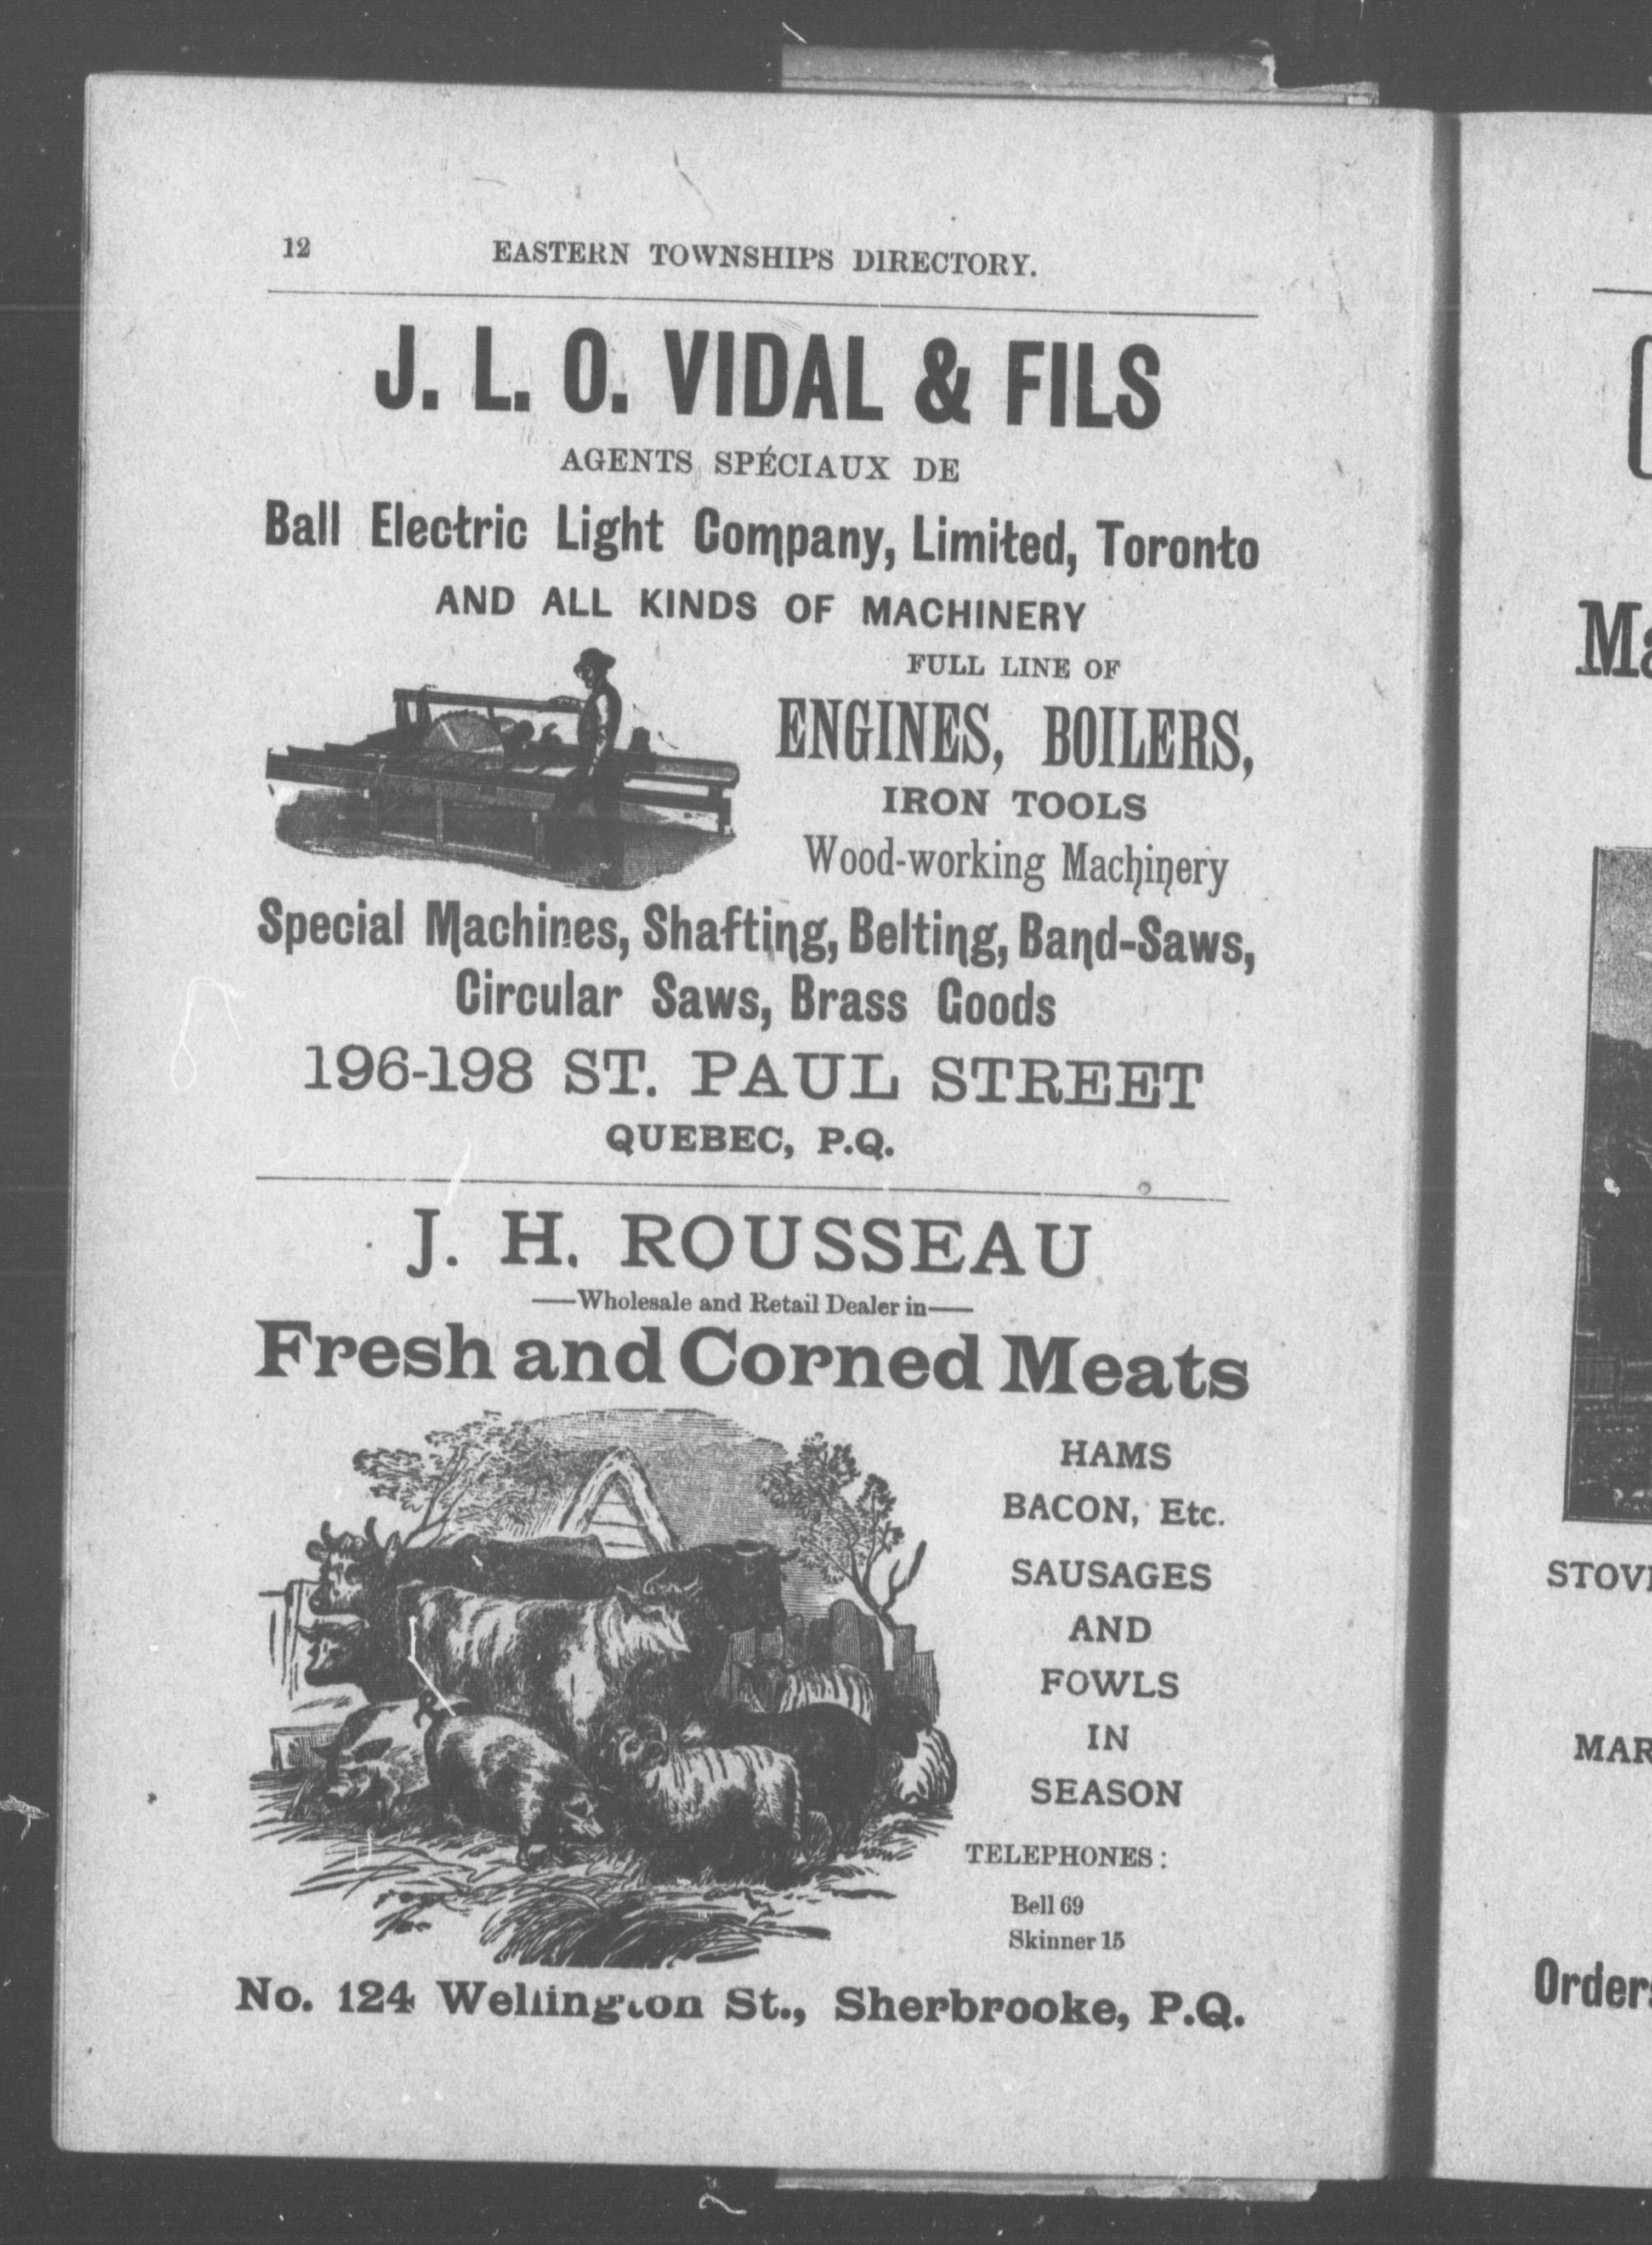 12 EASTERN TOWNSHIPS DIRECTORY.
J. L. O. VIDAL & FILS
AGENTS SPÉCIAUX DE
Ball Electric Light Company, Limited, Toronto
AND ALL KINDS OF MACHINERY
FULL LINE OF
ENGINES, BOILERS,
IRON TOOLS
Wood-working Machinery
Special Machines, Shafting, Belting, Band-Saws,
Circular Saws, Brass Goods
196-198 ST. PAUL STREET
QUEBEC, P.Q.
J. H. ROUSSEAU
—Wholesale and Retail Dealer in—
Fresh and Corned Meats
HAMS
BACON, Etc.
SAUSAGES
AND
FOWLS
IN
SEASON
TELEPHONES:
Bell 69
Skinner 15
No. 124 Wellington St., Sherbrooke, P.Q.
Ma
STOV
MAR
Order